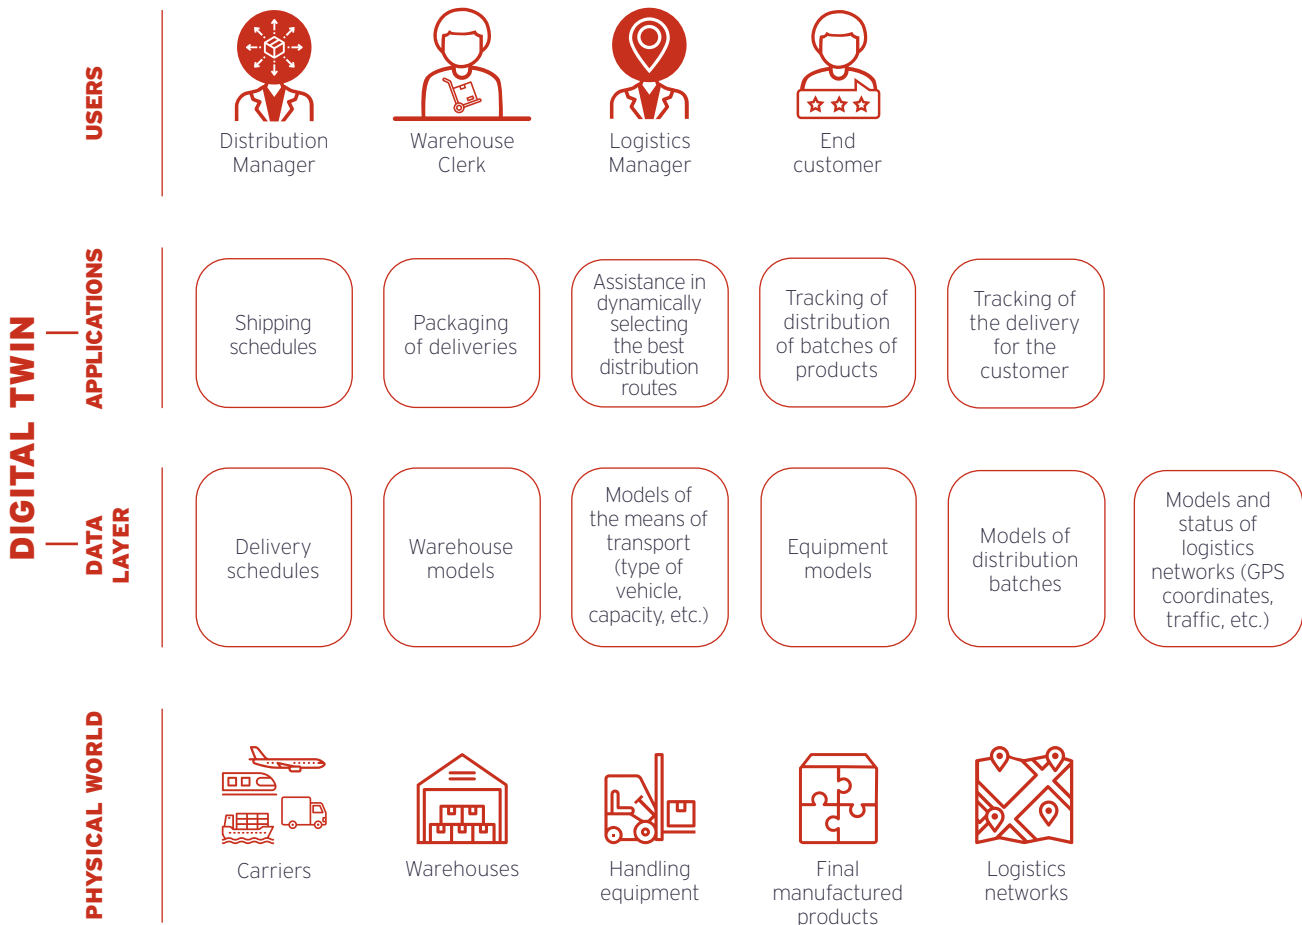 USERS
Distribution
Manager
Warehouse
Clerk
Logistics
Manager
End
customer
DIGITAL TWIN
APPLICATIONS
Shipping
schedules
Packaging
of deliveries
Assistance in
dynamically
selecting
the best
distribution
routes
Tracking of
distribution
of batches of
products
Tracking of
the delivery
for the
customer
DATA
LAYER
Delivery
schedules
Warehouse
models
Models of
the means of
transport
(type of
vehicle,
capacity, etc.)
Equipment
models
Models of
distribution
batches
Models and
status of
logistics
networks (GPS
coordinates,
traffic, etc.)
PHYSICAL WORLD
Carriers
Warehouses
Handling
equipment
Final
manufactured
products
Logistics
networks